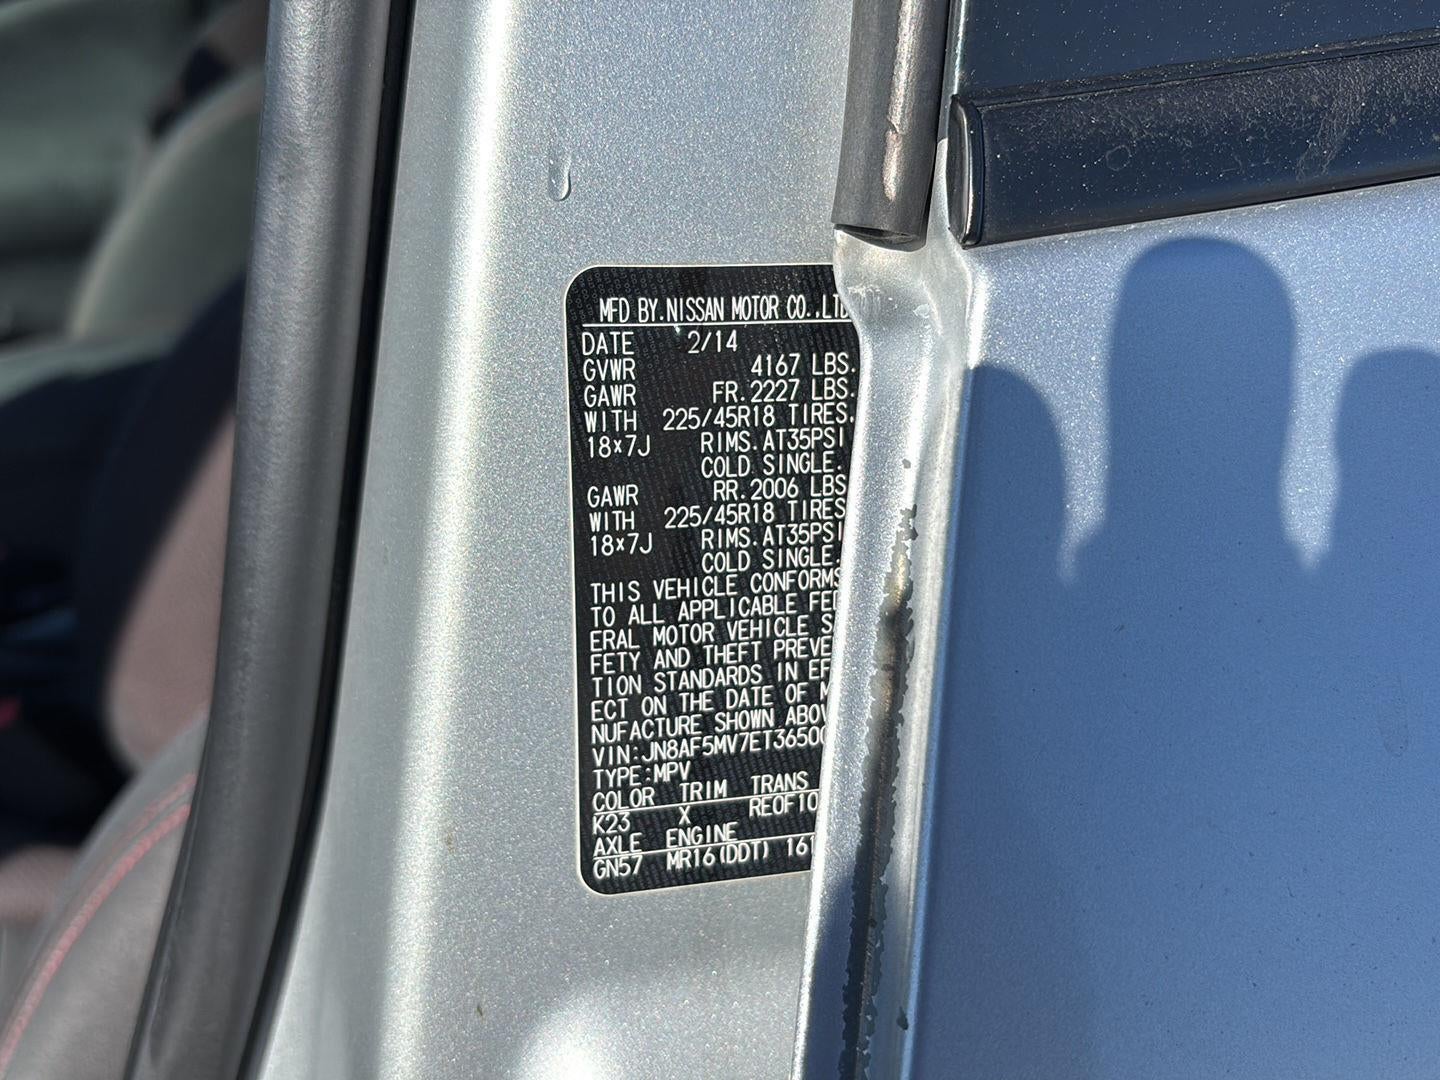 MFD BY.NISSAN MOTOR CO.,LTD
DATE 2/14
GVWR 4167 LBS.
GAWR FR.2227 LBS.
WITH 225/45R18 TIRES.
18×7J RIMS.AT35PSI
COLD SINGLE.
GAWR RR.2006 LBS
WITH 225/45R18 TIRES
18×7J RIMS.AT35PSI
COLD SINGLE.
THIS VEHICLE CONFORMS
TO ALL APPLICABLE FED
ERAL MOTOR VEHICLE S
FETY AND THEFT PREVE
TION STANDARDS IN EF
ECT ON THE DATE OF M
NUFACTURE SHOWN ABOV
VIN:JN8AF5MV7ET36500
TYPE:MPV
COLOR TRIM TRANS
K23 X RE0F10
AXLE ENGINE
GN57 MR16(DDT) 161